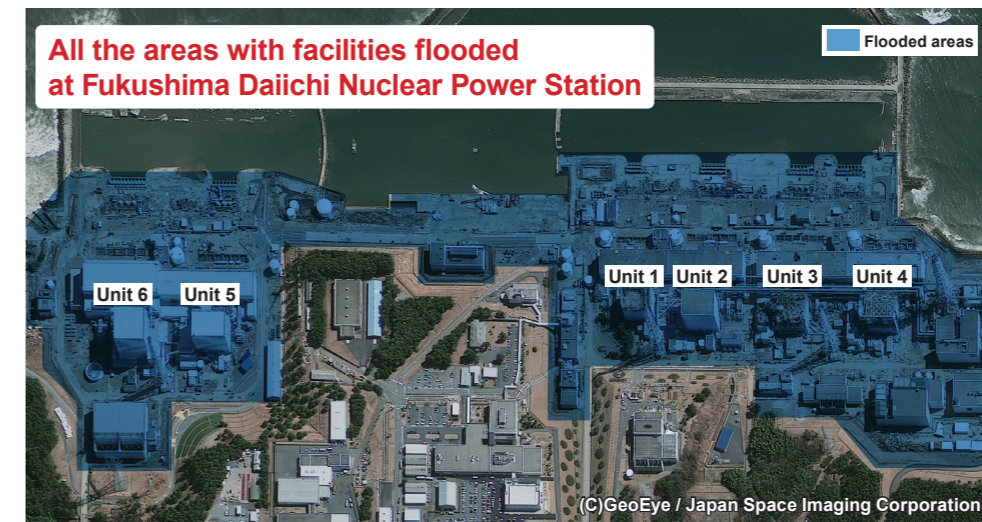 All the areas with facilities flooded
at Fukushima Daiichi Nuclear Power Station
Flooded areas
Unit 6
Unit 5
Unit 1
Unit 2
Unit 3
Unit 4
(C)GeoEye / Japan Space Imaging Corporation